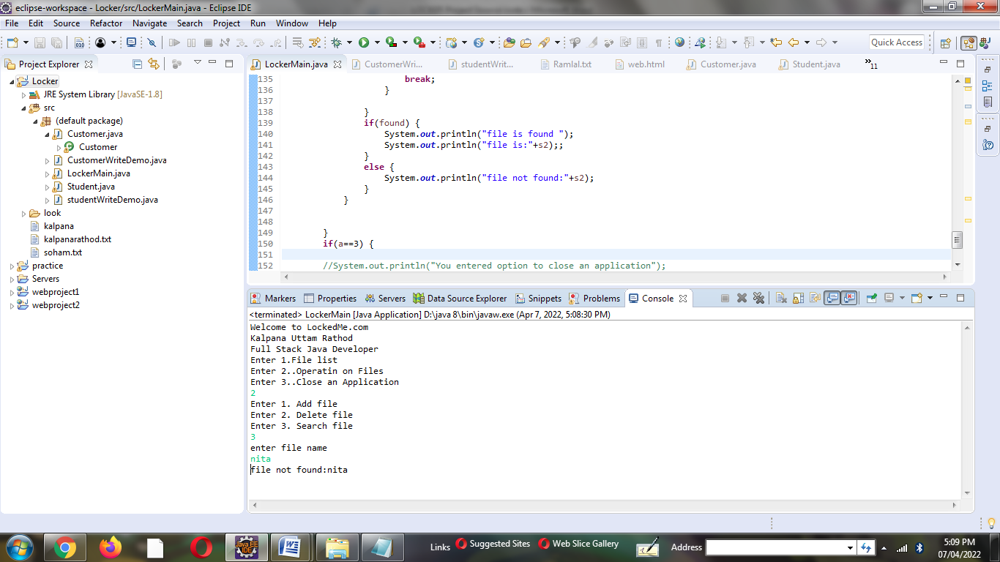 eclipse-workspace - Locker/src/LockerMain.java - Eclipse IDE
File Edit Source Refactor Navigate Search Project Run Window Help
Quick Access
Project Explorer
LockerMain.java CustomerWri... studentWrit... Ramlal.txt web.html Customer.java Student.java »11
Locker
JRE System Library [JavaSE-1.8]
src
(default package)
Customer.java
Customer
CustomerWriteDemo.java
LockerMain.java
Student.java
studentWriteDemo.java
look
kalpana
kalpanarathod.txt
soham.txt
practice
Servers
webproject1
webproject2
135 break;
136 }
137
138 }
139 if(found) {
140 System.out.println("file is found ");
141 System.out.println("file is:"+s2);;
142 }
143 else {
144 System.out.println("file not found:"+s2);
145 }
146 }
147
148
149 }
150 if(a==3) {
151
152 //System.out.println("You entered option to close an application");
Markers Properties Servers Data Source Explorer Snippets Problems Console
<terminated> LockerMain [Java Application] D:\java 8\bin\javaw.exe (Apr 7, 2022, 5:08:30 PM)
Welcome to LockedMe.com
Kalpana Uttam Rathod
Full Stack Java Developer
Enter 1.File list
Enter 2..Operatin on Files
Enter 3..Close an Application
2
Enter 1. Add file
Enter 2. Delete file
Enter 3. Search file
3
enter file name
nita
file not found:nita
Java EE
IDE
Links Suggested Sites Web Slice Gallery Address
5:09 PM
07/04/2022